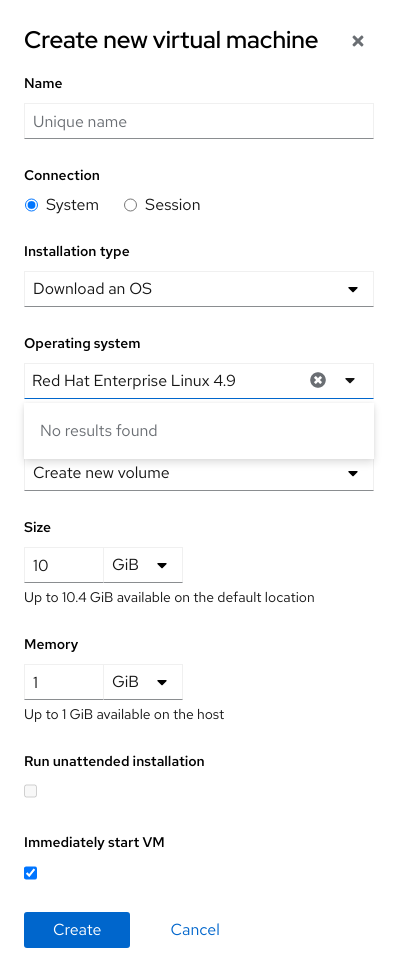 Create new virtual machine
Name
Unique name
Connection
System Session
Installation type
Download an OS
Operating system
Red Hat Enterprise Linux 4.9
No results found
Create new volume
Size
10 GiB
Up to 10.4 GiB available on the default location
Memory
1 GiB
Up to 1 GiB available on the host
Run unattended installation
Immediately start VM
Create Cancel